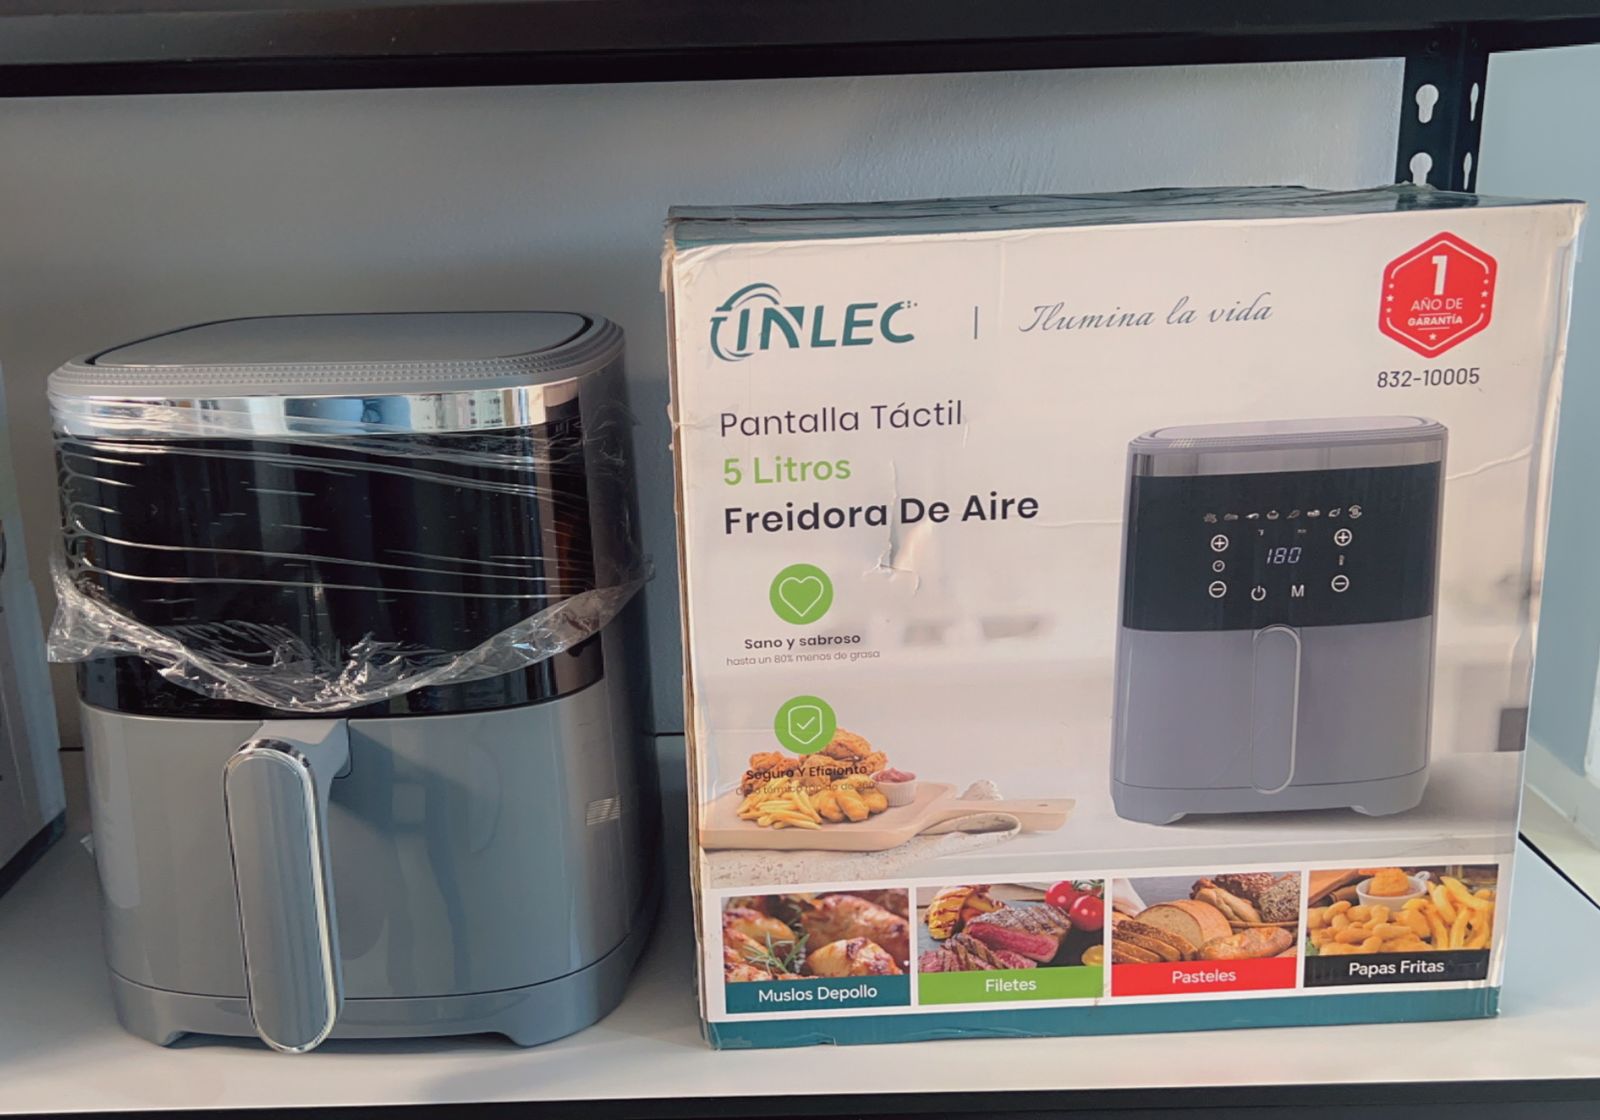 TINLEC | Ilumina la vida
1
AÑO DE
GARANTÍA
832-10005
Pantalla Táctil
5 Litros
Freidora De Aire
180
M
Sano y sabroso
hasta un 80% menos de grasa
Seguro Y Eficiente
Muslos Depollo
Filetes
Pasteles
Papas Fritas